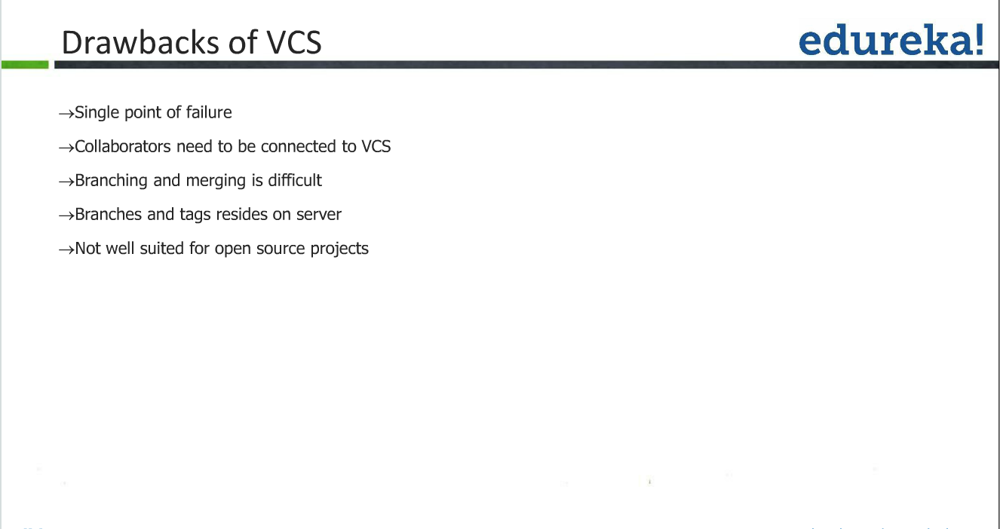 Drawbacks of VCS
edureka!
→Single point of failure
→Collaborators need to be connected to VCS
→Branching and merging is difficult
→Branches and tags resides on server
→Not well suited for open source projects